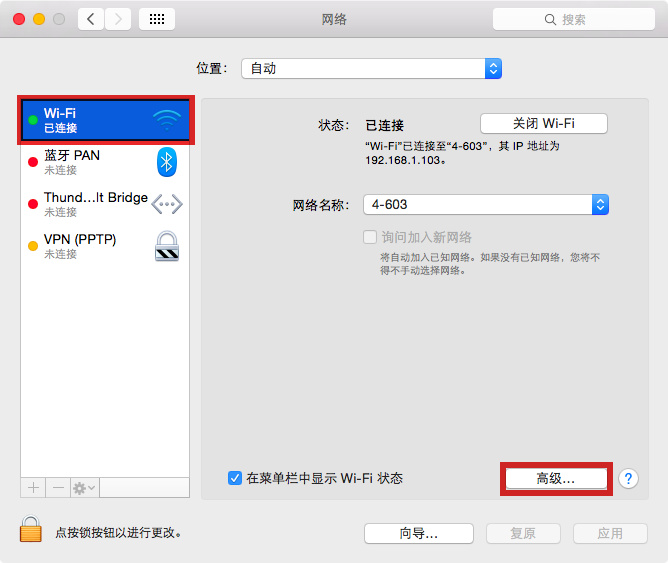 网络
搜索
位置：
自动
Wi-Fi
已连接
蓝牙 PAN
未连接
Thund...lt Bridge
未连接
VPN (PPTP)
未连接
状态：
已连接
关闭 Wi-Fi
“Wi-Fi”已连接至“4-603”，其 IP 地址为
192.168.1.103。
网络名称：
4-603
询问加入新网络
将自动加入已知网络。如果没有已知网络，您将不
得不手动选择网络。
在菜单栏中显示 Wi-Fi 状态
高级...
?
点按锁按钮以进行更改。
向导...
复原
应用